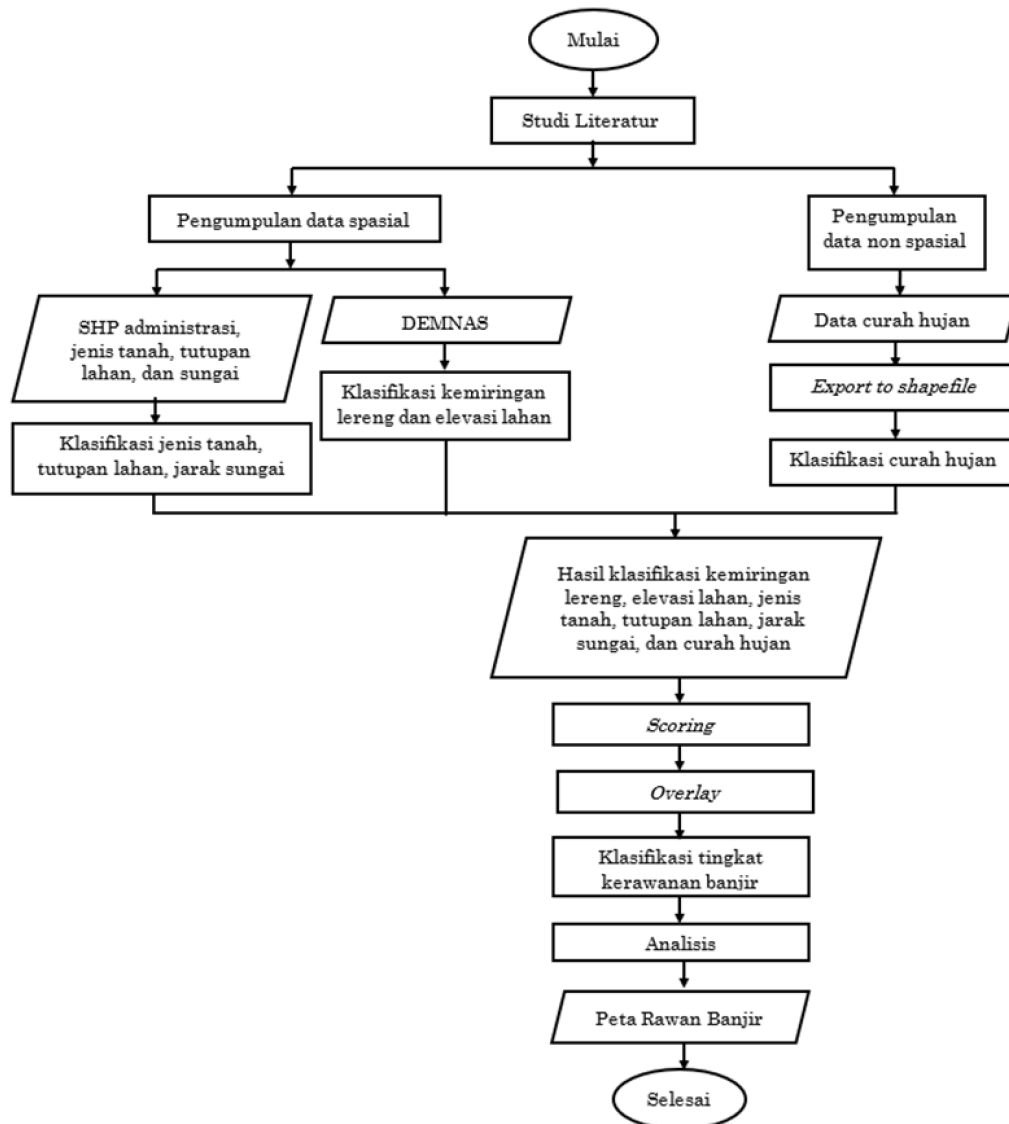 Mulai
Studi Literatur
Pengumpulan data spasial
Pengumpulan
data non spasial
SHP administrasi,
jenis tanah, tutupan
lahan, dan sungai
DEMNAS
Data curah hujan
Klasifikasi kemiringan
lereng dan elevasi lahan
Export to shapefile
Klasifikasi jenis tanah,
tutupan lahan, jarak sungai
Klasifikasi curah hujan
Hasil klasifikasi kemiringan
lereng, elevasi lahan, jenis
tanah, tutupan lahan, jarak
sungai, dan curah hujan
Scoring
Overlay
Klasifikasi tingkat
kerawanan banjir
Analisis
Peta Rawan Banjir
Selesai